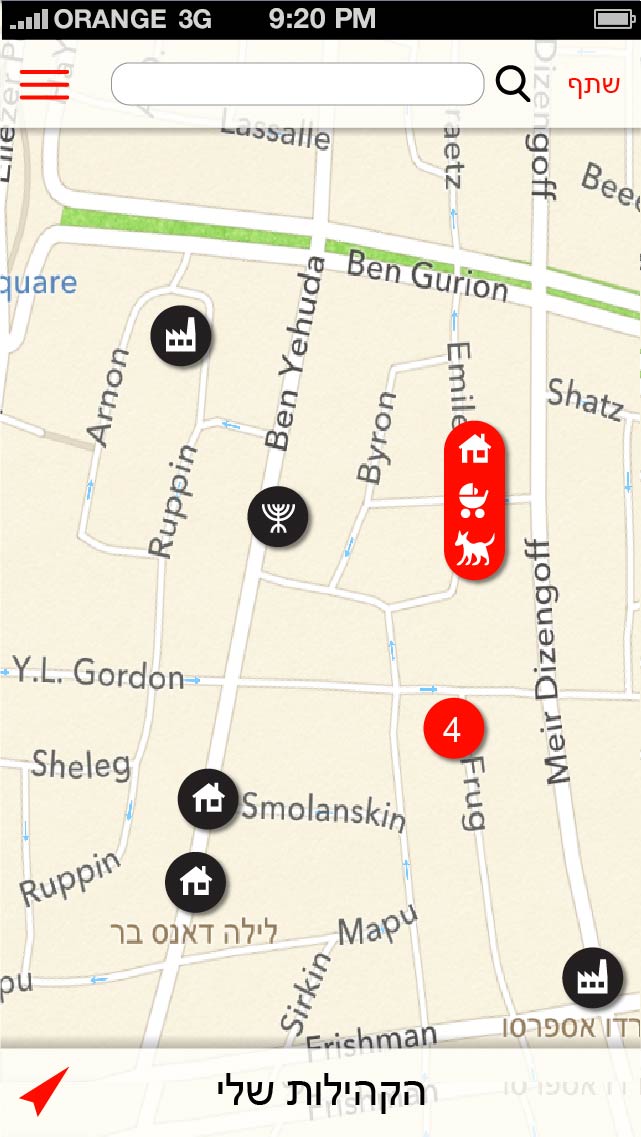 ORANGE 3G 9:20 PM
שתף
Lassalle
Dizengoff
quare
Ben Gurion
Ben Yehuda
Arnon
Emile
Shatz
Byron
Ruppin
Meir Dizengoff
Y.L. Gordon
4
Sheleg
Frug
Smolanskin
Ruppin
לילה דאנס בר
Mapu
pu
Sirkin
Frishman
רדו אספרסו
הקהילות שלי